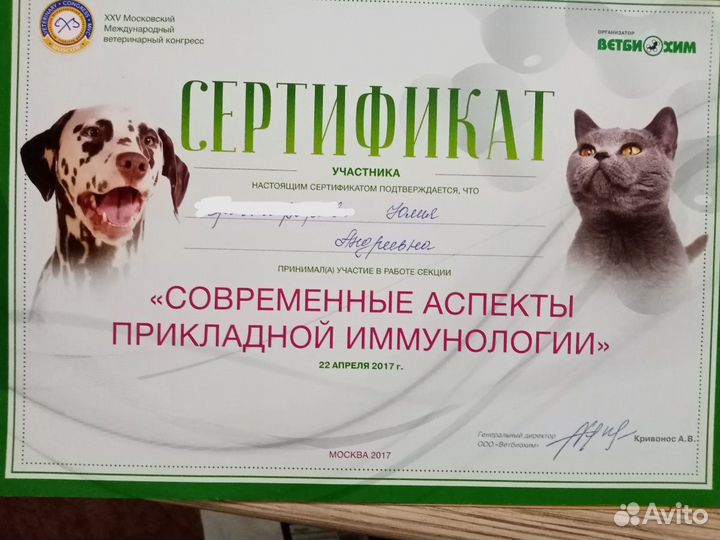 XXV Московский
Международный
ветеринарный конгресс
ОРГАНИЗАТОР
ВЕТБИОХИМ
СЕРТИФИКАТ
УЧАСТНИКА
НАСТОЯЩИМ СЕРТИФИКАТОМ ПОДТВЕРЖДАЕТСЯ, ЧТО
Юлия
Андреевна
ПРИНИМАЛ(А) УЧАСТИЕ В РАБОТЕ СЕКЦИИ
«СОВРЕМЕННЫЕ АСПЕКТЫ
ПРИКЛАДНОЙ ИММУНОЛОГИИ»
22 АПРЕЛЯ 2017 г.
Генеральный директор
ООО «Ветбиохим»
Кривонос А.В.
МОСКВА 2017
Avito